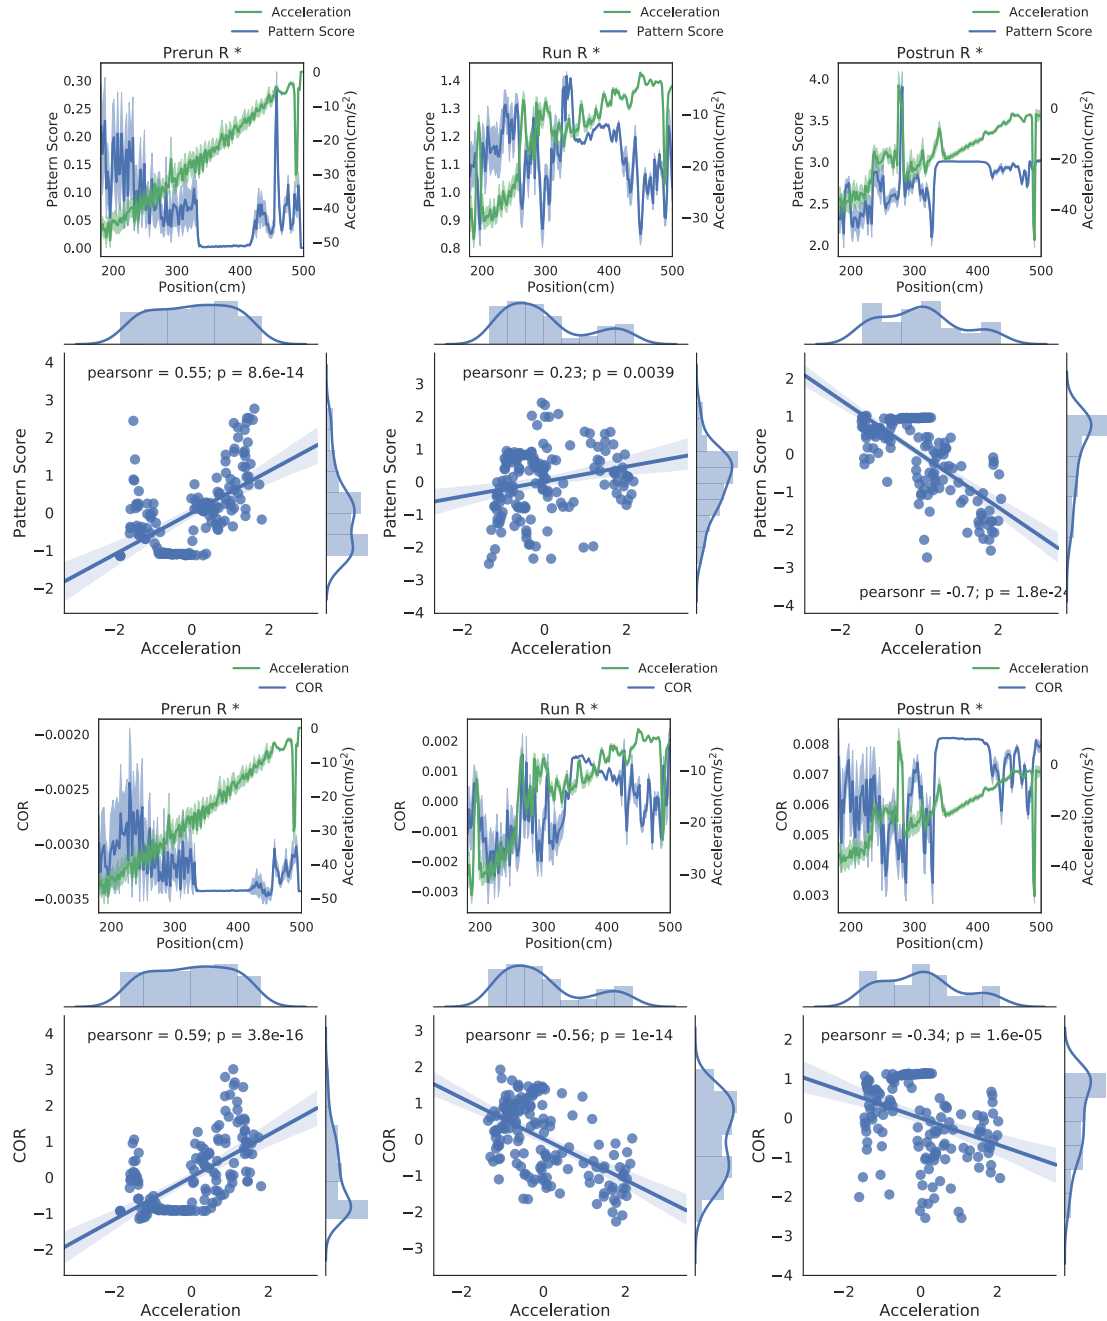 Acceleration
Pattern Score
Acceleration
Pattern Score
Acceleration
Pattern Score
Prerun R *
Run R *
Postrun R *
Pattern Score
0.30
0.25
0.20
0.15
0.10
0.05
0.00
0
−10
−20
−30
−40
−50
Acceleration(cm/s²)
200 300 400 500
Position(cm)
Pattern Score
1.4
1.3
1.2
1.1
1.0
0.9
0.8
−10
−20
−30
Acceleration(cm/s²)
200 300 400 500
Position(cm)
Pattern Score
4.0
3.5
3.0
2.5
2.0
0
−20
−40
Acceleration(cm/s²)
200 300 400 500
Position(cm)
pearsonr = 0.55; p = 8.6e-14
Pattern Score
4
3
2
1
0
−1
−2
−2 0 2
Acceleration
pearsonr = 0.23; p = 0.0039
Pattern Score
3
2
1
0
−1
−2
−3
−4
−2 0 2
Acceleration
pearsonr = -0.7; p = 1.8e-24
Pattern Score
2
1
0
−1
−2
−3
−4
−2 0 2
Acceleration
Acceleration
COR
Acceleration
COR
Acceleration
COR
Prerun R *
Run R *
Postrun R *
COR
−0.0020
−0.0025
−0.0030
−0.0035
0
−10
−20
−30
−40
−50
Acceleration(cm/s²)
200 300 400 500
Position(cm)
COR
0.002
0.001
0.000
−0.001
−0.002
−0.003
−10
−20
−30
Acceleration(cm/s²)
200 300 400 500
Position(cm)
COR
0.008
0.007
0.006
0.005
0.004
0.003
0
−20
−40
Acceleration(cm/s²)
200 300 400 500
Position(cm)
pearsonr = 0.59; p = 3.8e-16
COR
4
3
2
1
0
−1
−2
−2 0 2
Acceleration
pearsonr = -0.56; p = 1e-14
COR
3
2
1
0
−1
−2
−3
−2 0 2
Acceleration
pearsonr = -0.34; p = 1.6e-05
COR
2
1
0
−1
−2
−3
−4
−2 0 2
Acceleration